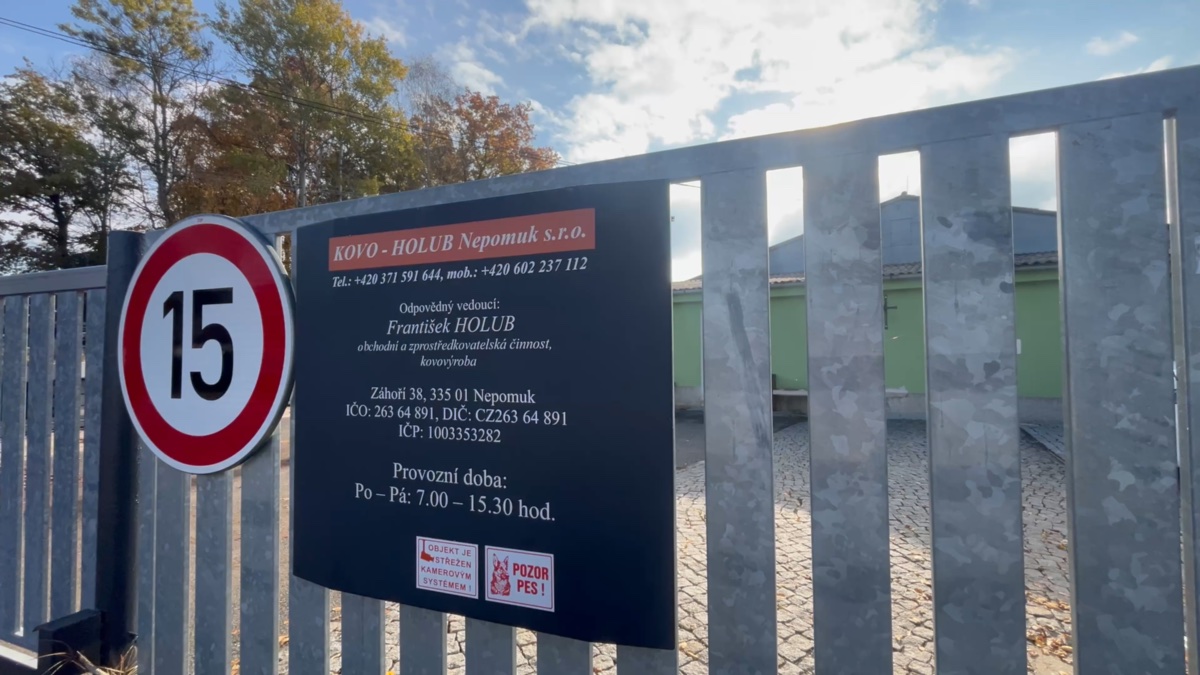 15
KOVO - HOLUB Nepomuk s.r.o.
Tel.: +420 371 591 644, mob.: +420 602 237 112
Odpovědný vedoucí:
František HOLUB
obchodní a zprostředkovatelská činnost,
kovovýroba
Záhoří 38, 335 01 Nepomuk
IČO: 263 64 891, DIČ: CZ263 64 891
IČP: 1003353282
Provozní doba:
Po – Pá: 7.00 – 15.30 hod.
OBJEKT JE
STŘEŽEN
KAMEROVÝM
SYSTÉMEM !
POZOR
PES !